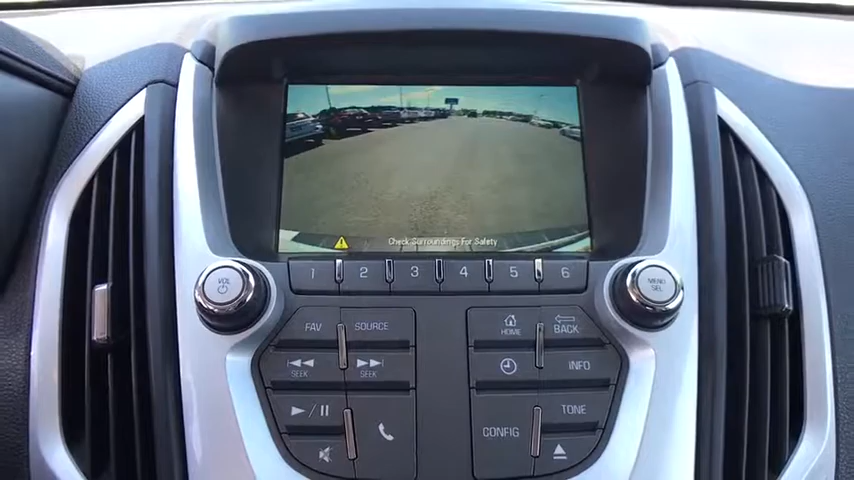 Check Surroundings For Safety
1 2 3 4 5 6
VOL
MENU
SEL
FAV SOURCE
HOME
BACK
SEEK
SEEK
INFO
TONE
CONFIG